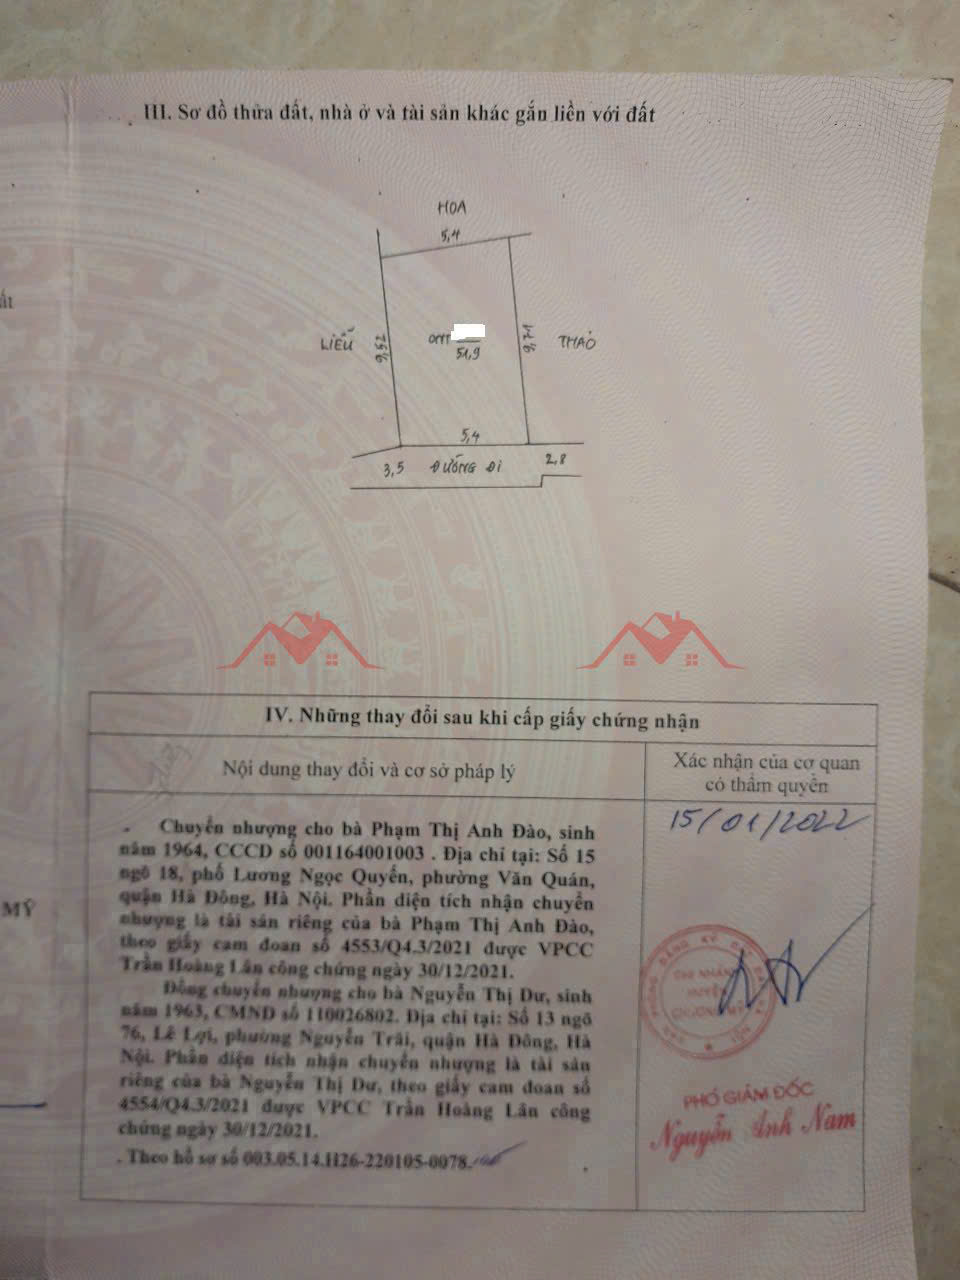 III. Sơ đồ thửa đất, nhà ở và tài sản khác gắn liền với đất
HOA
5,4
LIỄU
9,52
ONT
51,9
9,71
THẢO
5,4
3,5 ĐƯỜNG ĐI 2,8
ất
MỸ
IV. Những thay đổi sau khi cấp giấy chứng nhận
Nội dung thay đổi và cơ sở pháp lý
Xác nhận của cơ quan
có thẩm quyền
Chuyển nhượng cho bà Phạm Thị Anh Đào, sinh
năm 1964, CCCD số 001164001003 . Địa chỉ tại: Số 15
ngõ 18, phố Lương Ngọc Quyến, phường Văn Quán,
quận Hà Đông, Hà Nội. Phần diện tích nhận chuyển
nhượng là tài sản riêng của bà Phạm Thị Anh Đào,
theo giấy cam đoan số 4553/Q4.3/2021 được VPCC
Trần Hoàng Lân công chứng ngày 30/12/2021.
Đồng chuyển nhượng cho bà Nguyễn Thị Dư, sinh
năm 1963, CMND số 110026802. Địa chỉ tại: Số 13 ngõ
76, Lê Lợi, phường Nguyễn Trãi, quận Hà Đông, Hà
Nội. Phần diện tích nhận chuyển nhượng là tài sản
riêng của bà Nguyễn Thị Dư, theo giấy cam đoan số
4554/Q4.3/2021 được VPCC Trần Hoàng Lân công
chứng ngày 30/12/2021.
. Theo hồ sơ số 003.05.14.H26-220105-0078.
15/01/2022
CHI NHÁNH
HUYỆN
CHƯƠNG MỸ
PHÓ GIÁM ĐỐC
Nguyễn Anh Nam